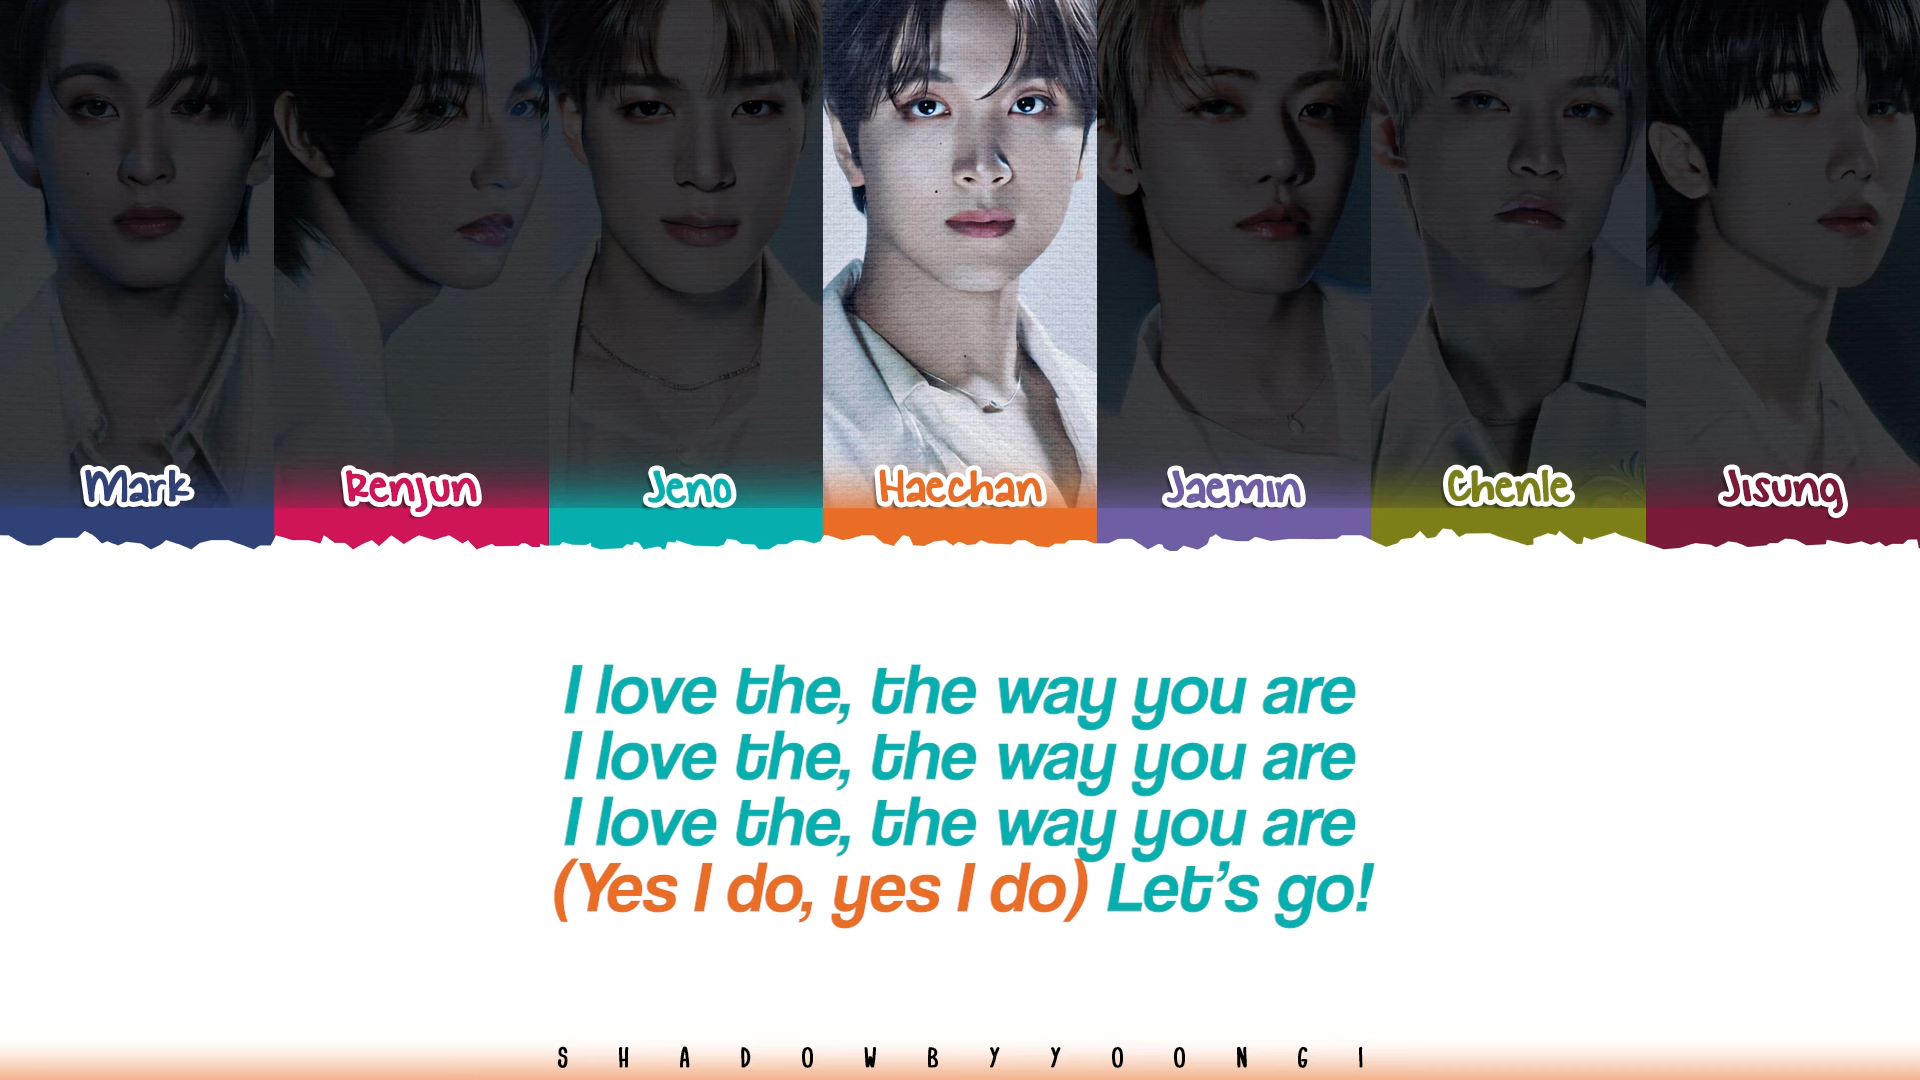 Mark Renjun Jeno Haechan Jaemin Chenle Jisung
I love the, the way you are
I love the, the way you are
I love the, the way you are
(Yes I do, yes I do) Let's go!
SHADOWBYYOONGI